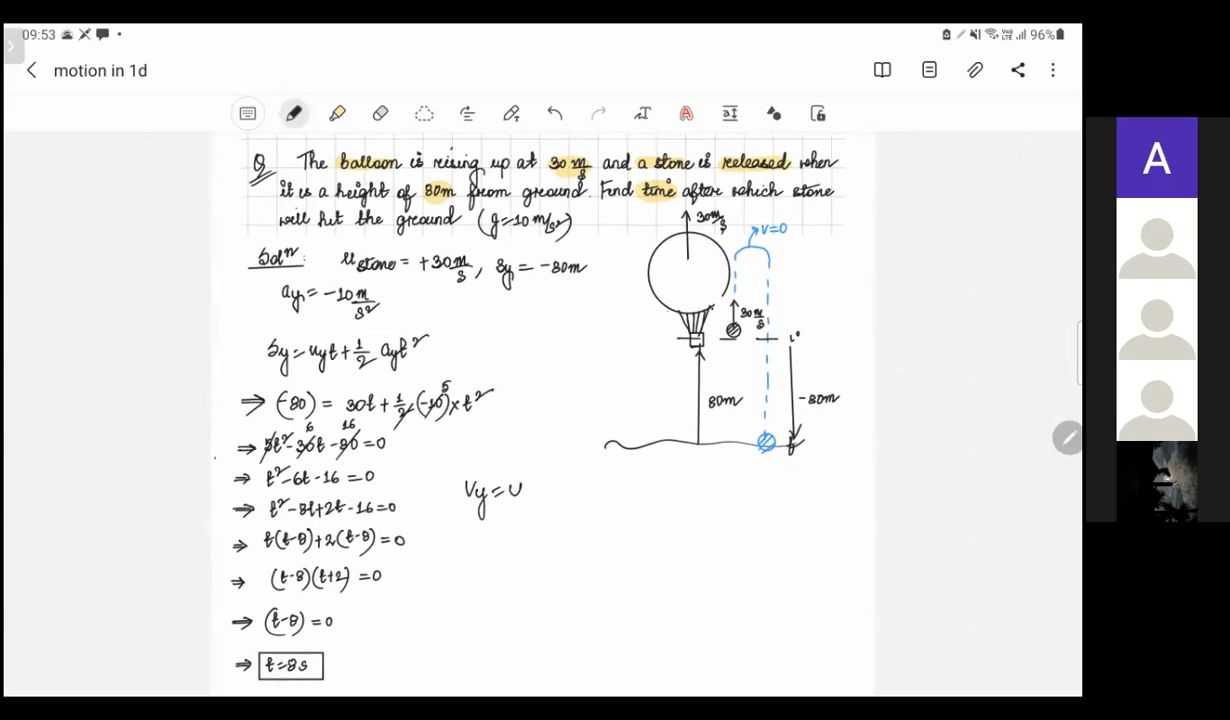 09:53
96%
motion in 1d
Q The balloon is rising up at 30 m/s and a stone is released when
it is a height of 80m from ground. Find time after which stone
will hit the ground (g=10 m/s²)
Solⁿ: u stone = +30 m/s, sy = -80m
ay = -10 m/s²
sy = uyt + 1/2 ayt²
⇒ (-80) = 30t + 1/2 (-10) × t²
5
⇒ 5t² - 30t - 80 = 0
6 16
⇒ t² - 6t - 16 = 0
⇒ t² - 8t + 2t - 16 = 0
⇒ t(t-8) + 2(t-8) = 0
⇒ (t-8)(t+2) = 0
⇒ (t-8) = 0
⇒ t = 8s
Vy = u
30 m/s
v=0
30 m/s
i
80m
-80m
f
A